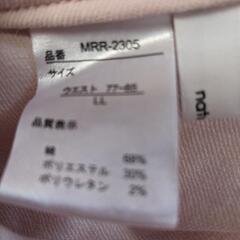 品番 MRR-2305
サイズ
ウエスト 77-85
LL
品質表示
綿 68%
ポリエステル 30%
ポリウレタン 2%